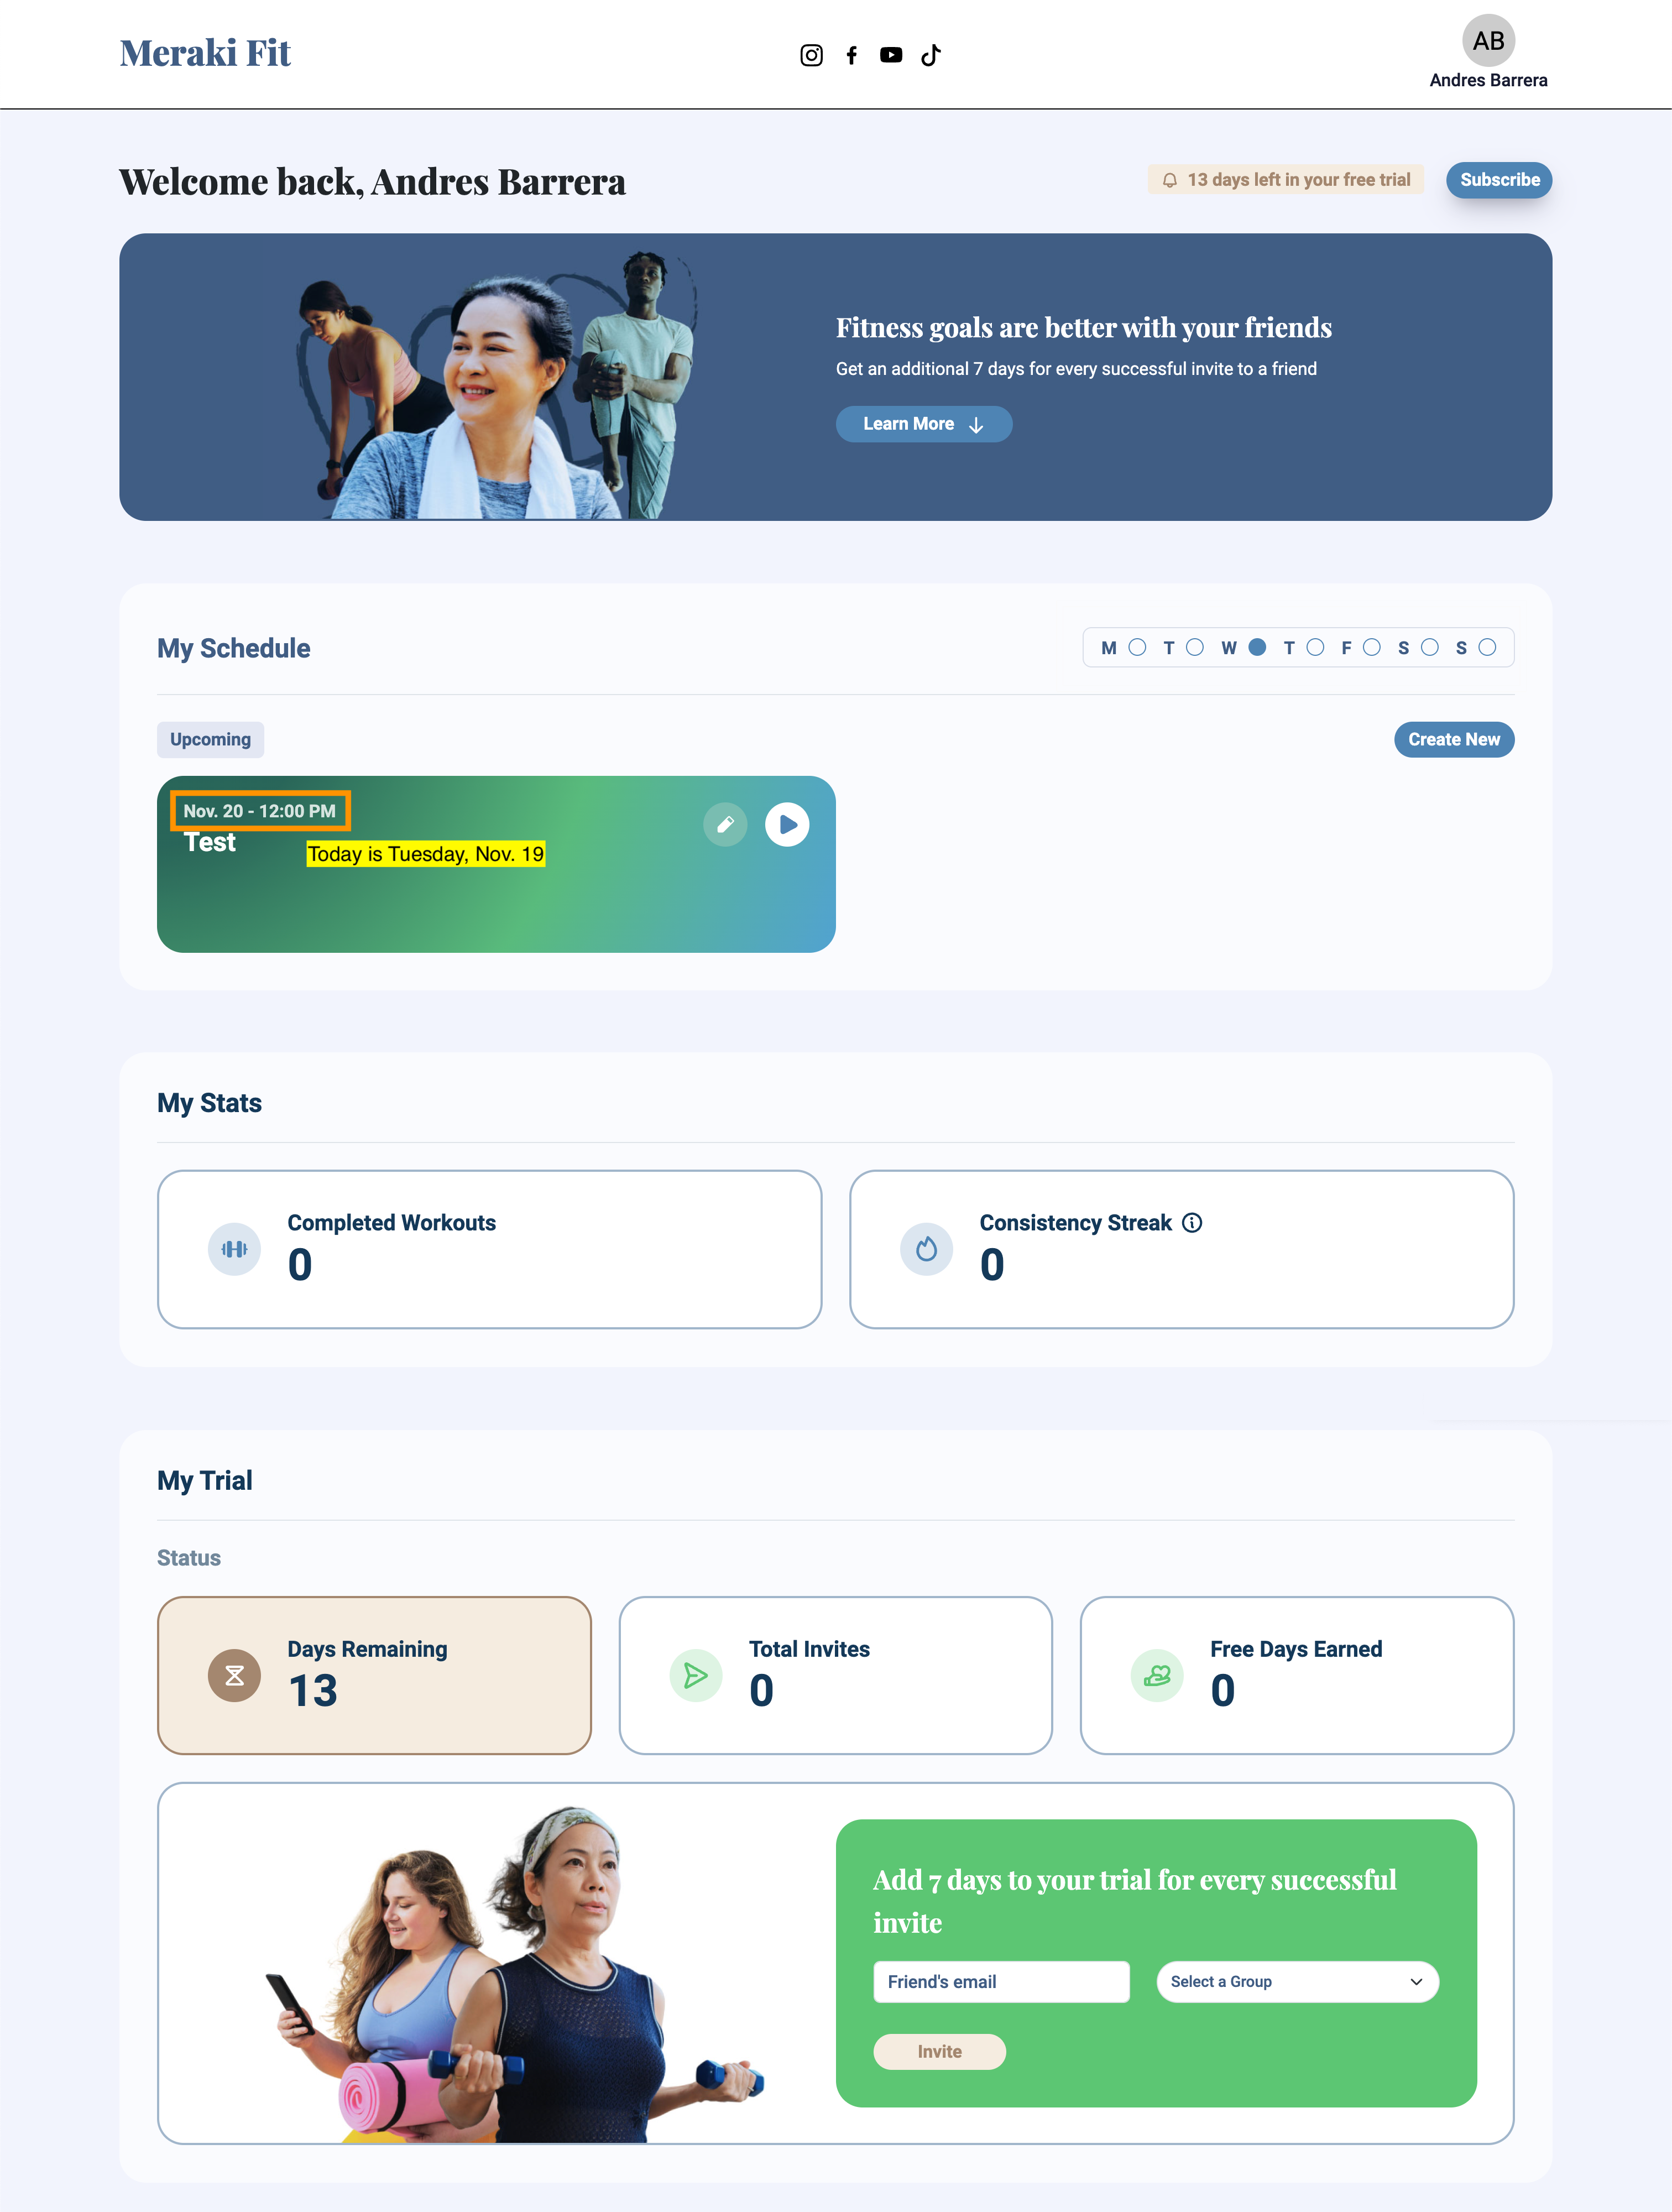 Meraki Fit
AB
Andres Barrera
Welcome back, Andres Barrera
13 days left in your free trial
Subscribe
Fitness goals are better with your friends
Get an additional 7 days for every successful invite to a friend
Learn More
My Schedule
M T W T F S S
Upcoming
Create New
Nov. 20 - 12:00 PM
Test
Today is Tuesday, Nov. 19
My Stats
Completed Workouts
0
Consistency Streak
0
My Trial
Status
Days Remaining
13
Total Invites
0
Free Days Earned
0
Add 7 days to your trial for every successful
invite
Friend's email
Select a Group
Invite